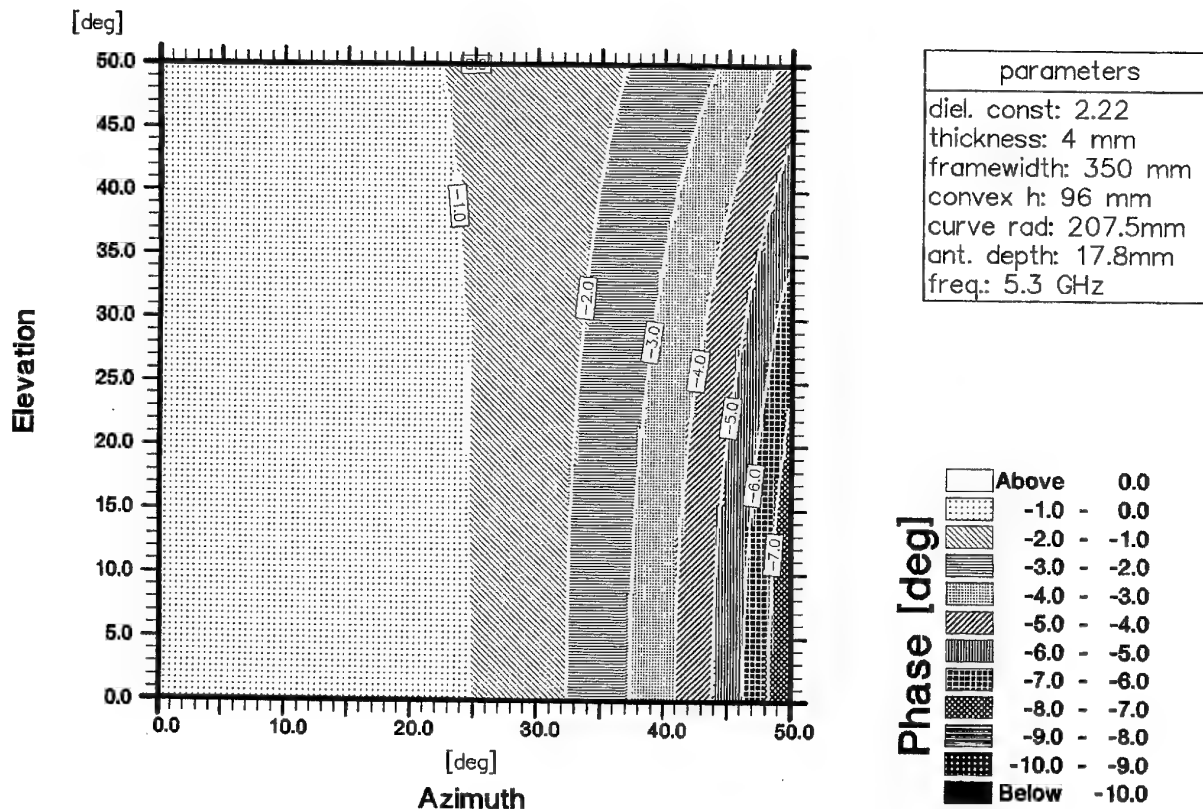 [deg]
50.0
45.0
40.0
35.0
30.0
25.0
20.0
15.0
10.0
5.0
0.0
Elevation
0.0 10.0 20.0 30.0 40.0 50.0
[deg]
Azimuth
-1.0
-2.0
-3.0
-4.0
-5.0
-6.0
-7.0
parameters
diel. const: 2.22
thickness: 4 mm
framewidth: 350 mm
convex h: 96 mm
curve rad: 207.5mm
ant. depth: 17.8mm
freq.: 5.3 GHz
Phase [deg]
Above 0.0
-1.0 - 0.0
-2.0 - -1.0
-3.0 - -2.0
-4.0 - -3.0
-5.0 - -4.0
-6.0 - -5.0
-7.0 - -6.0
-8.0 - -7.0
-9.0 - -8.0
-10.0 - -9.0
Below -10.0